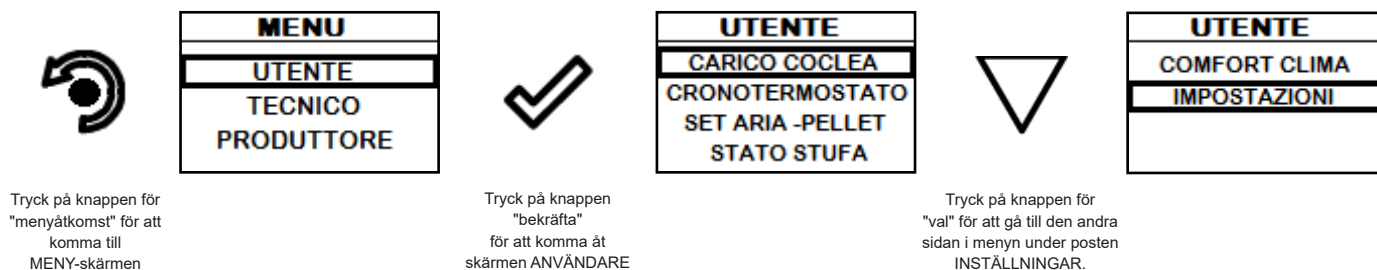 MENU
UTENTE
TECNICO
PRODUTTORE
UTENTE
CARICO COCLEA
CRONOTERMOSTATO
SET ARIA -PELLET
STATO STUFA
UTENTE
COMFORT CLIMA
IMPOSTAZIONI
Tryck på knappen för
"menyåtkomst" för att
komma till
MENY-skärmen
Tryck på knappen
"bekräfta"
för att komma åt
skärmen ANVÄNDARE
Tryck på knappen för
"val" för att gå till den andra
sidan i menyn under posten
INSTÄLLNINGAR.